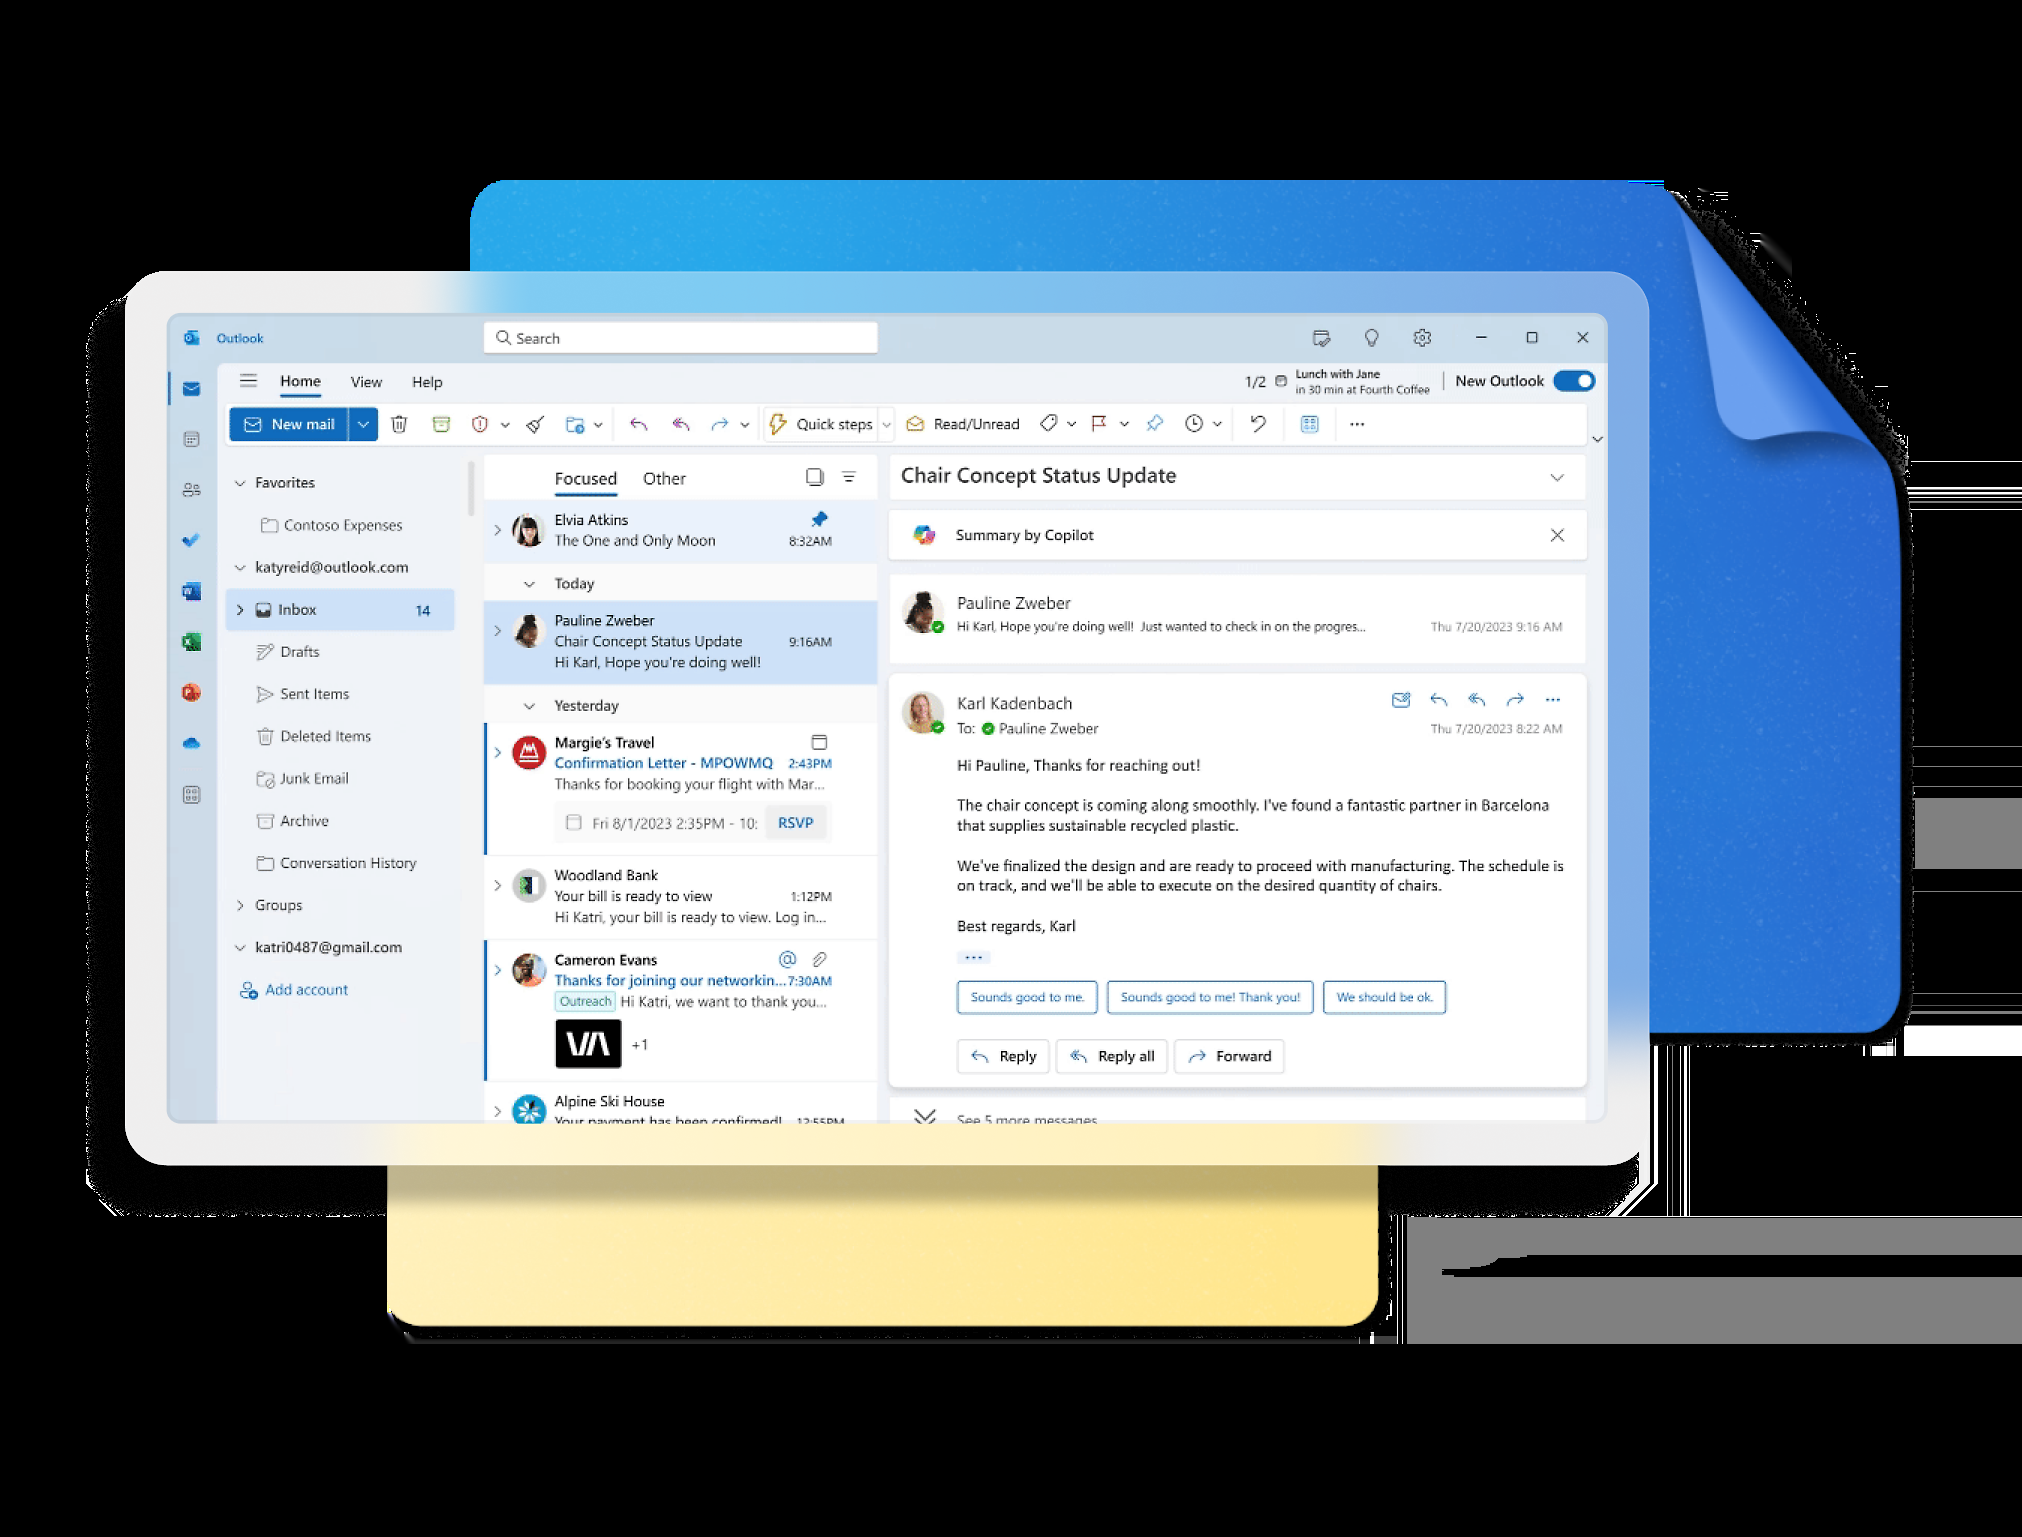 Outlook
Search
Home View Help
1/2 Lunch with Jane
in 30 min at Fourth Coffee
New Outlook
New mail
Quick steps
Read/Unread
Favorites
Contoso Expenses
katyreid@outlook.com
Inbox 14
Drafts
Sent Items
Deleted Items
Junk Email
Archive
Conversation History
Groups
katri0487@gmail.com
Add account
Focused Other
Elvia Atkins
The One and Only Moon 8:32AM
Today
Pauline Zweber
Chair Concept Status Update 9:16AM
Hi Karl, Hope you're doing well!
Yesterday
Margie's Travel
Confirmation Letter - MPOWMQ 2:43PM
Thanks for booking your flight with Mar...
Fri 8/1/2023 2:35PM - 10: RSVP
Woodland Bank
Your bill is ready to view 1:12PM
Hi Katri, your bill is ready to view. Log in...
Cameron Evans
Thanks for joining our networkin... 7:30AM
Outreach Hi Katri, we want to thank you...
VA +1
Alpine Ski House
Your payment has been confirmed! 12:55PM
Chair Concept Status Update
Summary by Copilot
Pauline Zweber
Hi Karl, Hope you're doing well! Just wanted to check in on the progres... Thu 7/20/2023 9:16 AM
Karl Kadenbach
To: Pauline Zweber Thu 7/20/2023 8:22 AM
Hi Pauline, Thanks for reaching out!
The chair concept is coming along smoothly. I've found a fantastic partner in Barcelona
that supplies sustainable recycled plastic.
We've finalized the design and are ready to proceed with manufacturing. The schedule is
on track, and we'll be able to execute on the desired quantity of chairs.
Best regards, Karl
Sounds good to me. Sounds good to me! Thank you! We should be ok.
Reply Reply all Forward
See 5 more messages